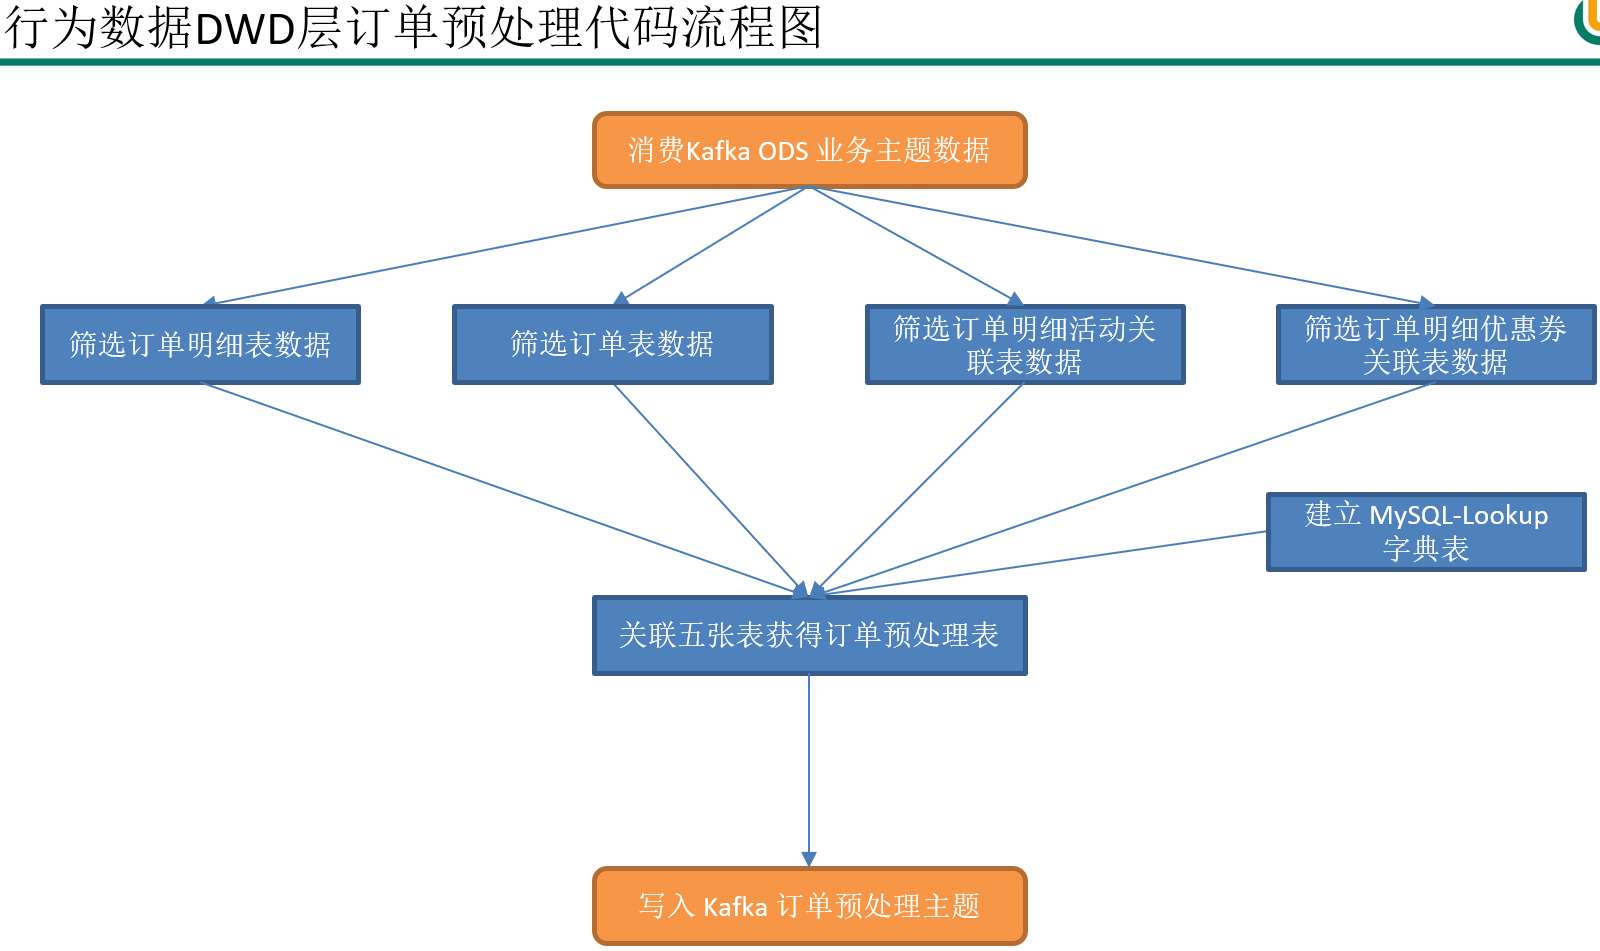 行为数据DWD层订单预处理代码流程图
消费Kafka ODS 业务主题数据
筛选订单明细表数据
筛选订单表数据
筛选订单明细活动关
联表数据
筛选订单明细优惠券
关联表数据
建立 MySQL-Lookup
字典表
关联五张表获得订单预处理表
写入 Kafka 订单预处理主题